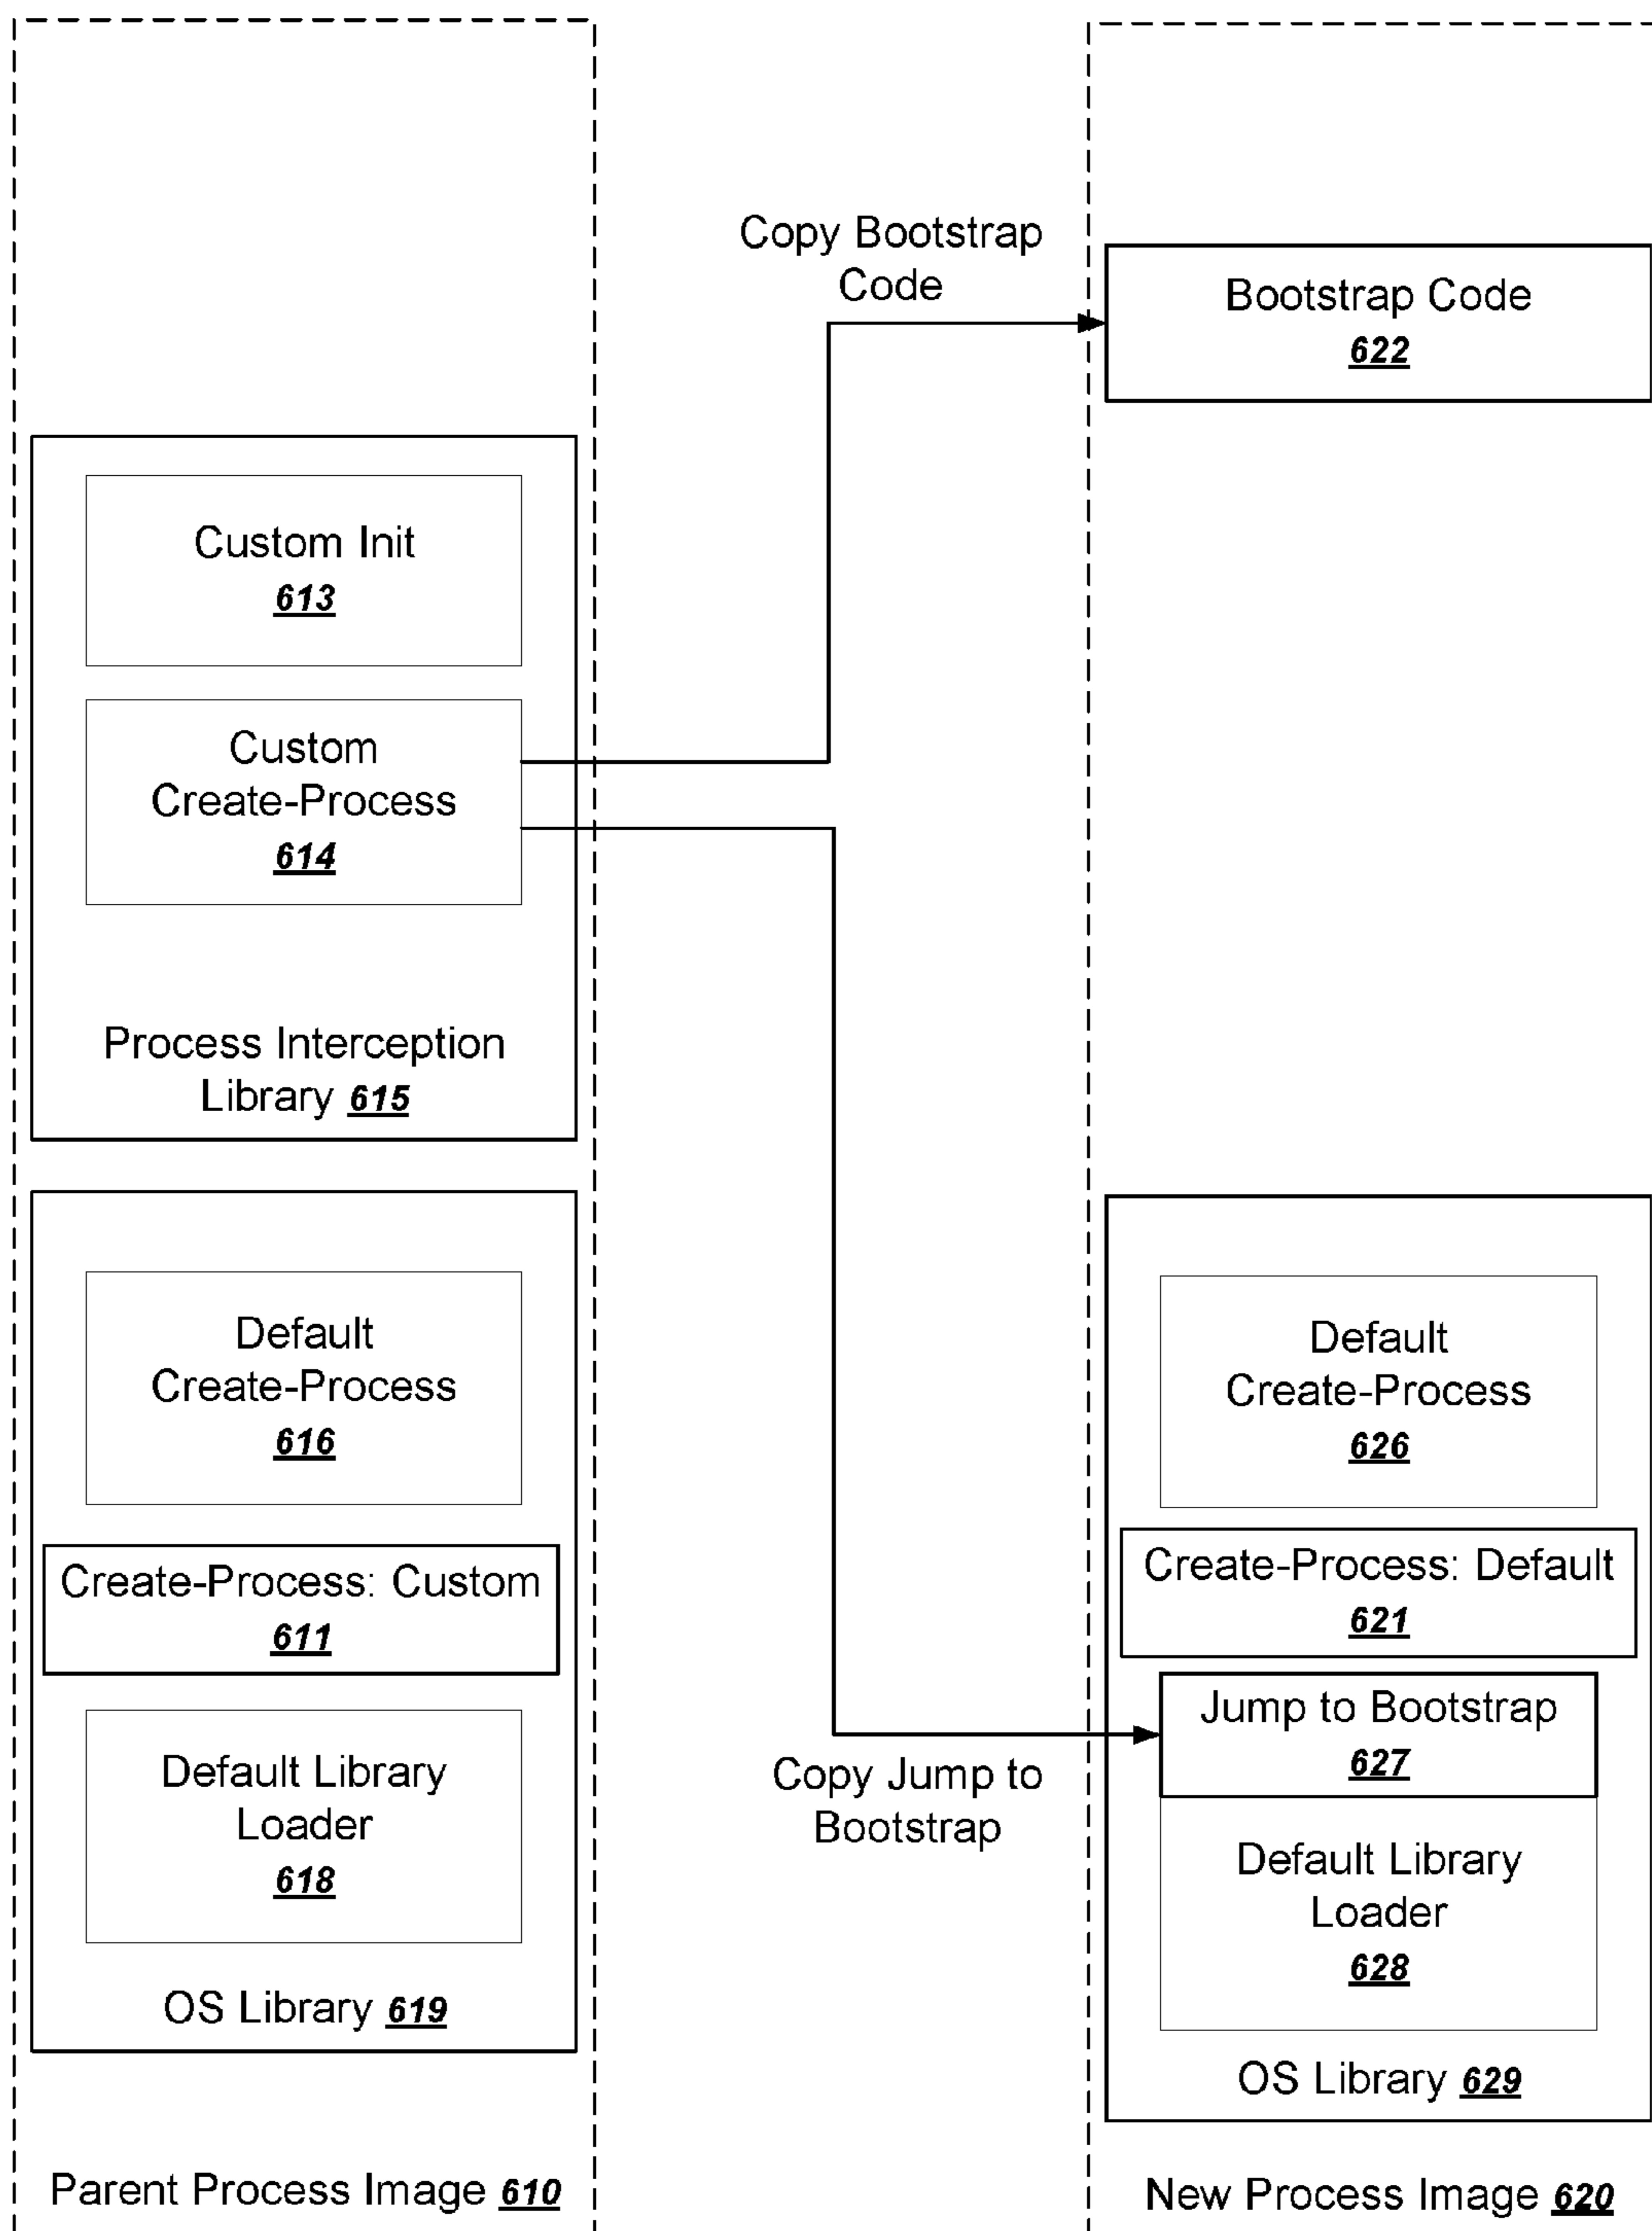 Custom Init
613
Custom
Create-Process
614
Process Interception
Library 615
Default
Create-Process
616
Create-Process: Custom
611
Default Library
Loader
618
OS Library 619
Parent Process Image 610
Copy Bootstrap
Code
Copy Jump to
Bootstrap
Bootstrap Code
622
Default
Create-Process
626
Create-Process: Default
621
Jump to Bootstrap
627
Default Library
Loader
628
OS Library 629
New Process Image 620